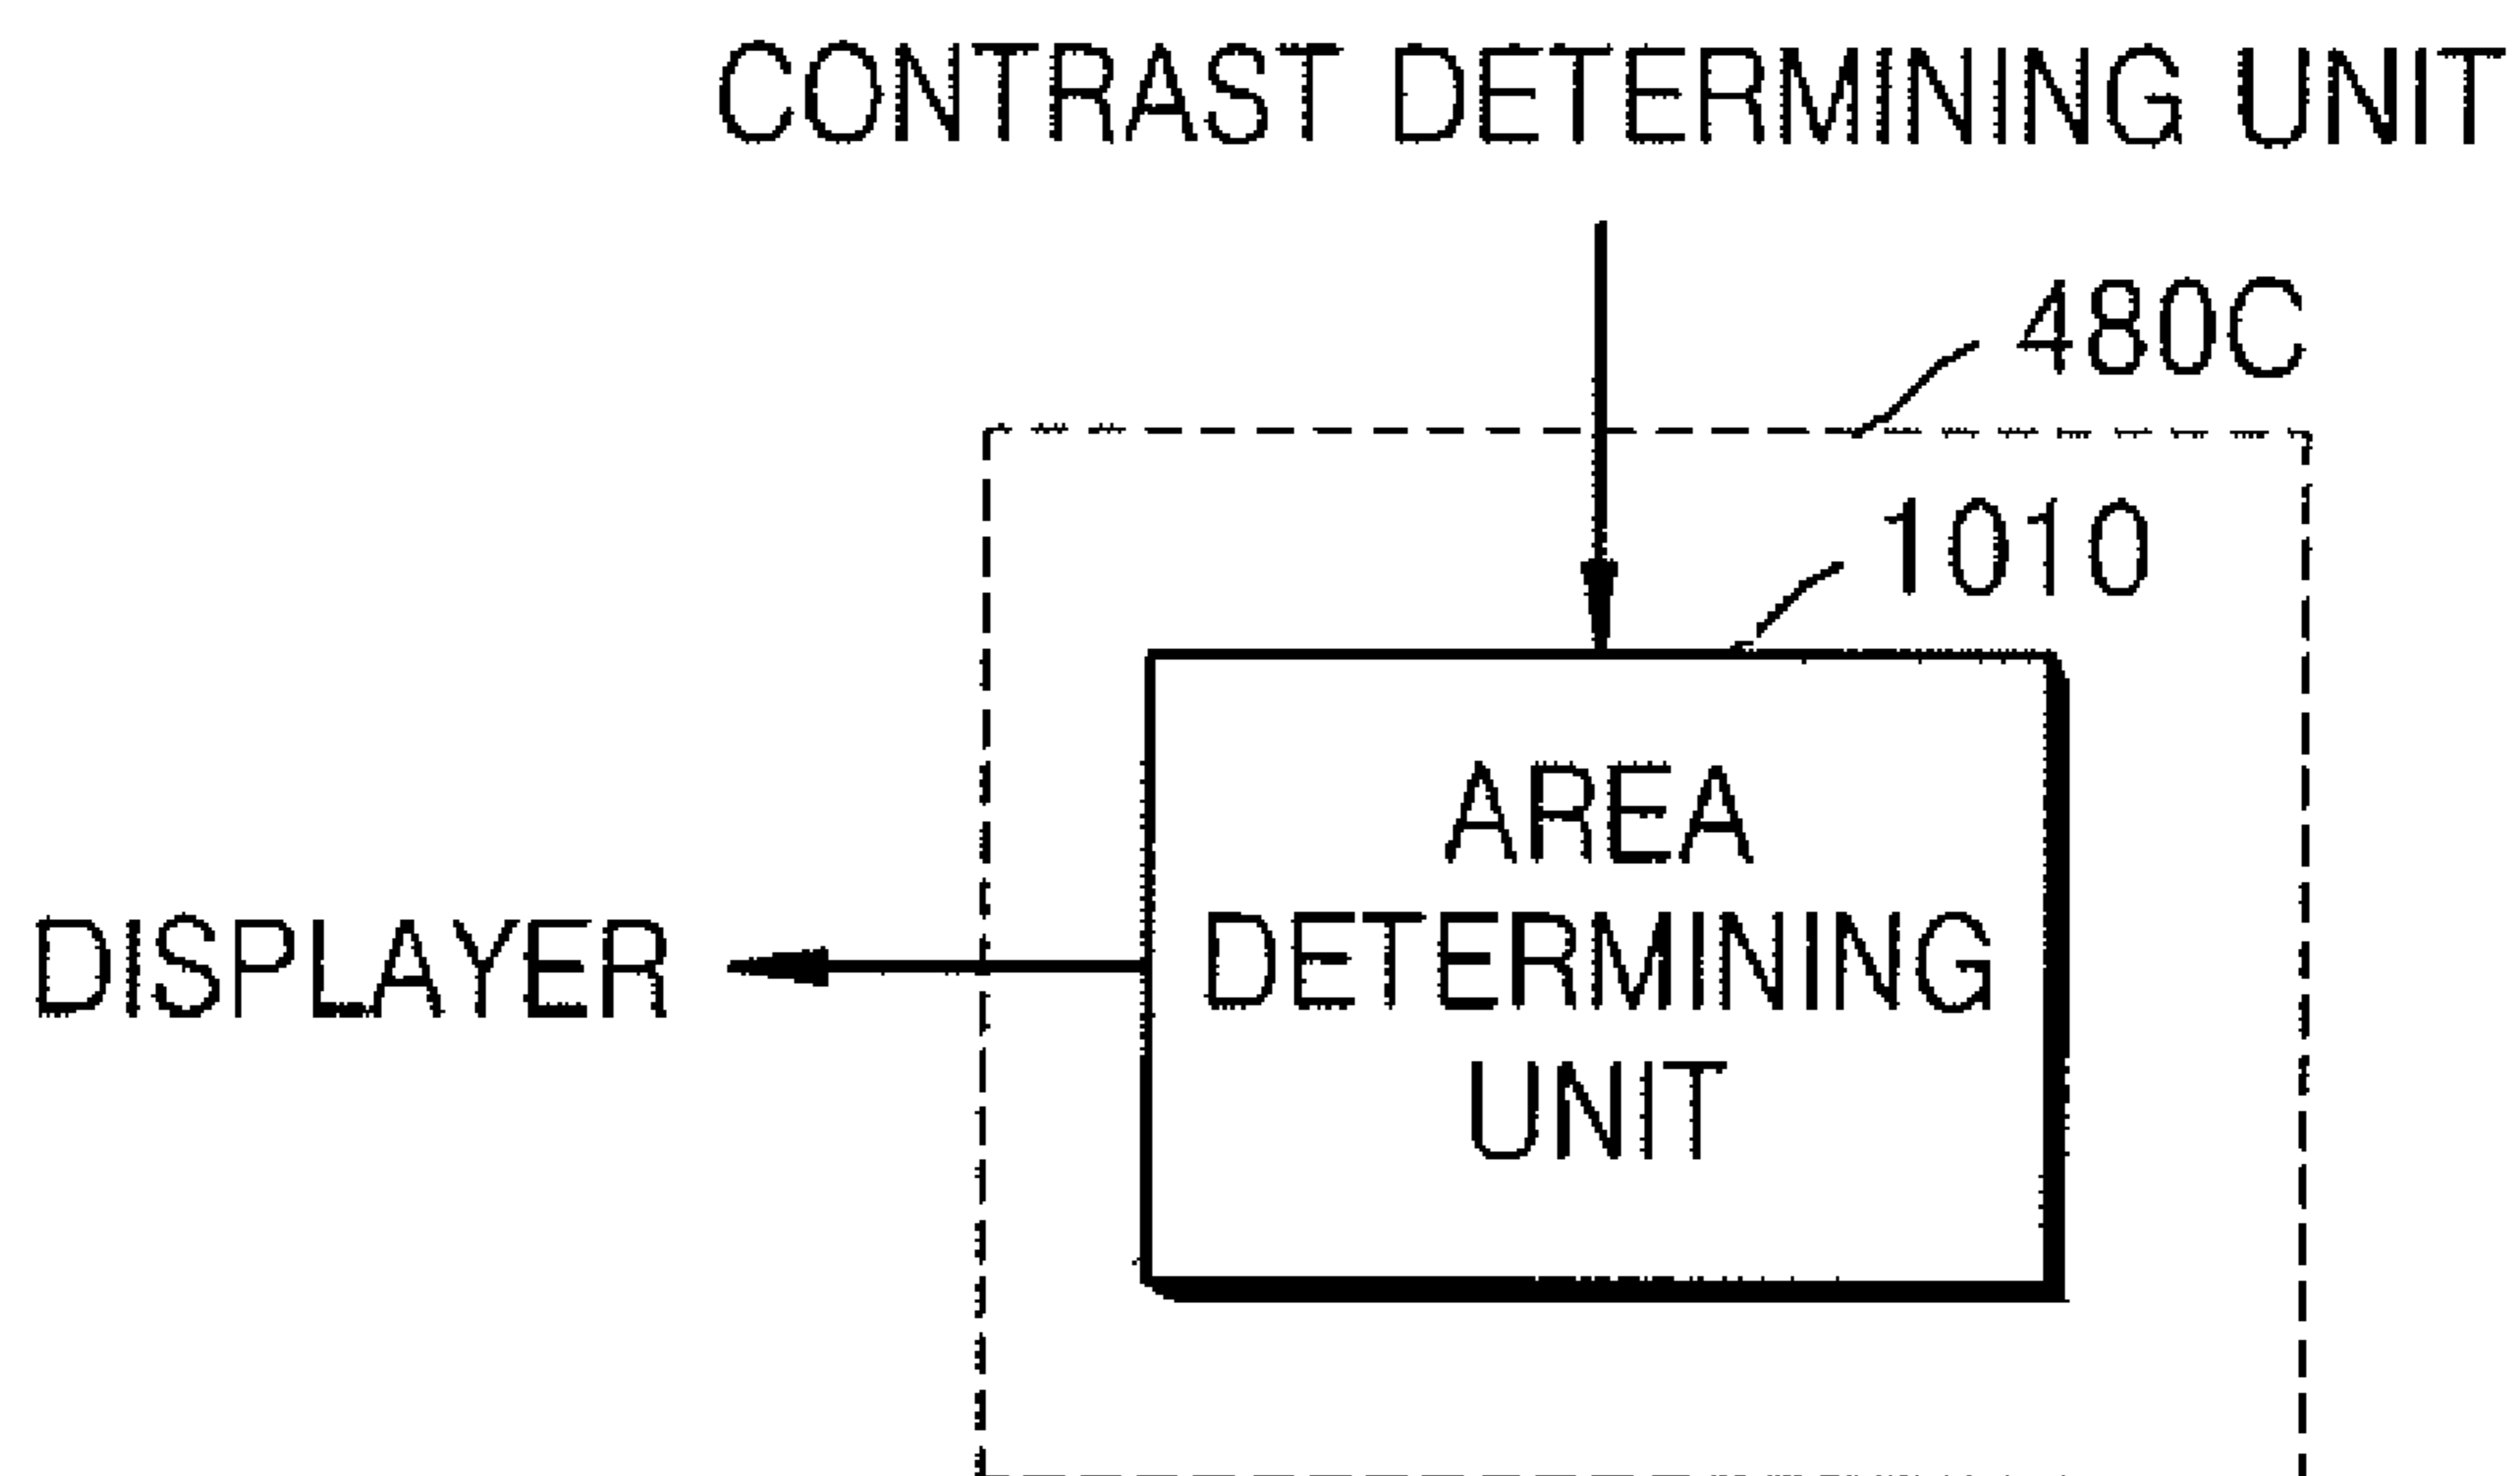 CONTRAST DETERMINING UNIT
480C
1010
AREA
DETERMINING
UNIT
DISPLAYER